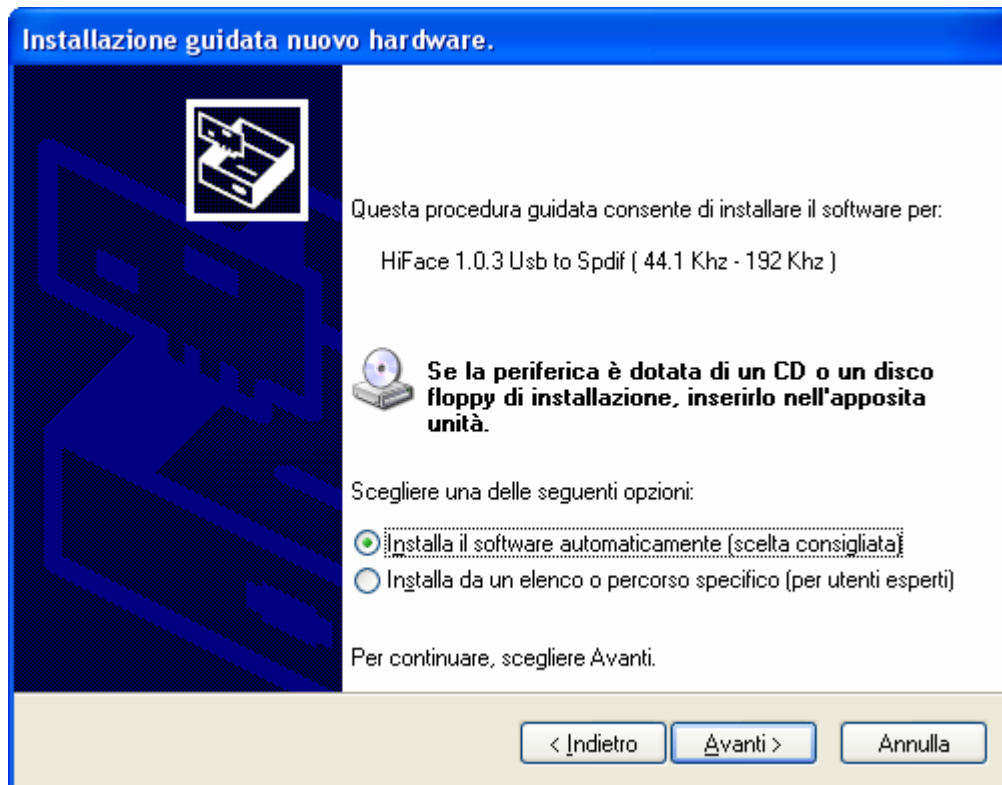 Installazione guidata nuovo hardware.
Questa procedura guidata consente di installare il software per:
HiFace 1.0.3 Usb to Spdif ( 44.1 Khz - 192 Khz )
Se la periferica è dotata di un CD o un disco
floppy di installazione, inserirlo nell'apposita
unità.
Scegliere una delle seguenti opzioni:
Installa il software automaticamente (scelta consigliata)
Installa da un elenco o percorso specifico (per utenti esperti)
Per continuare, scegliere Avanti.
< Indietro
Avanti >
Annulla